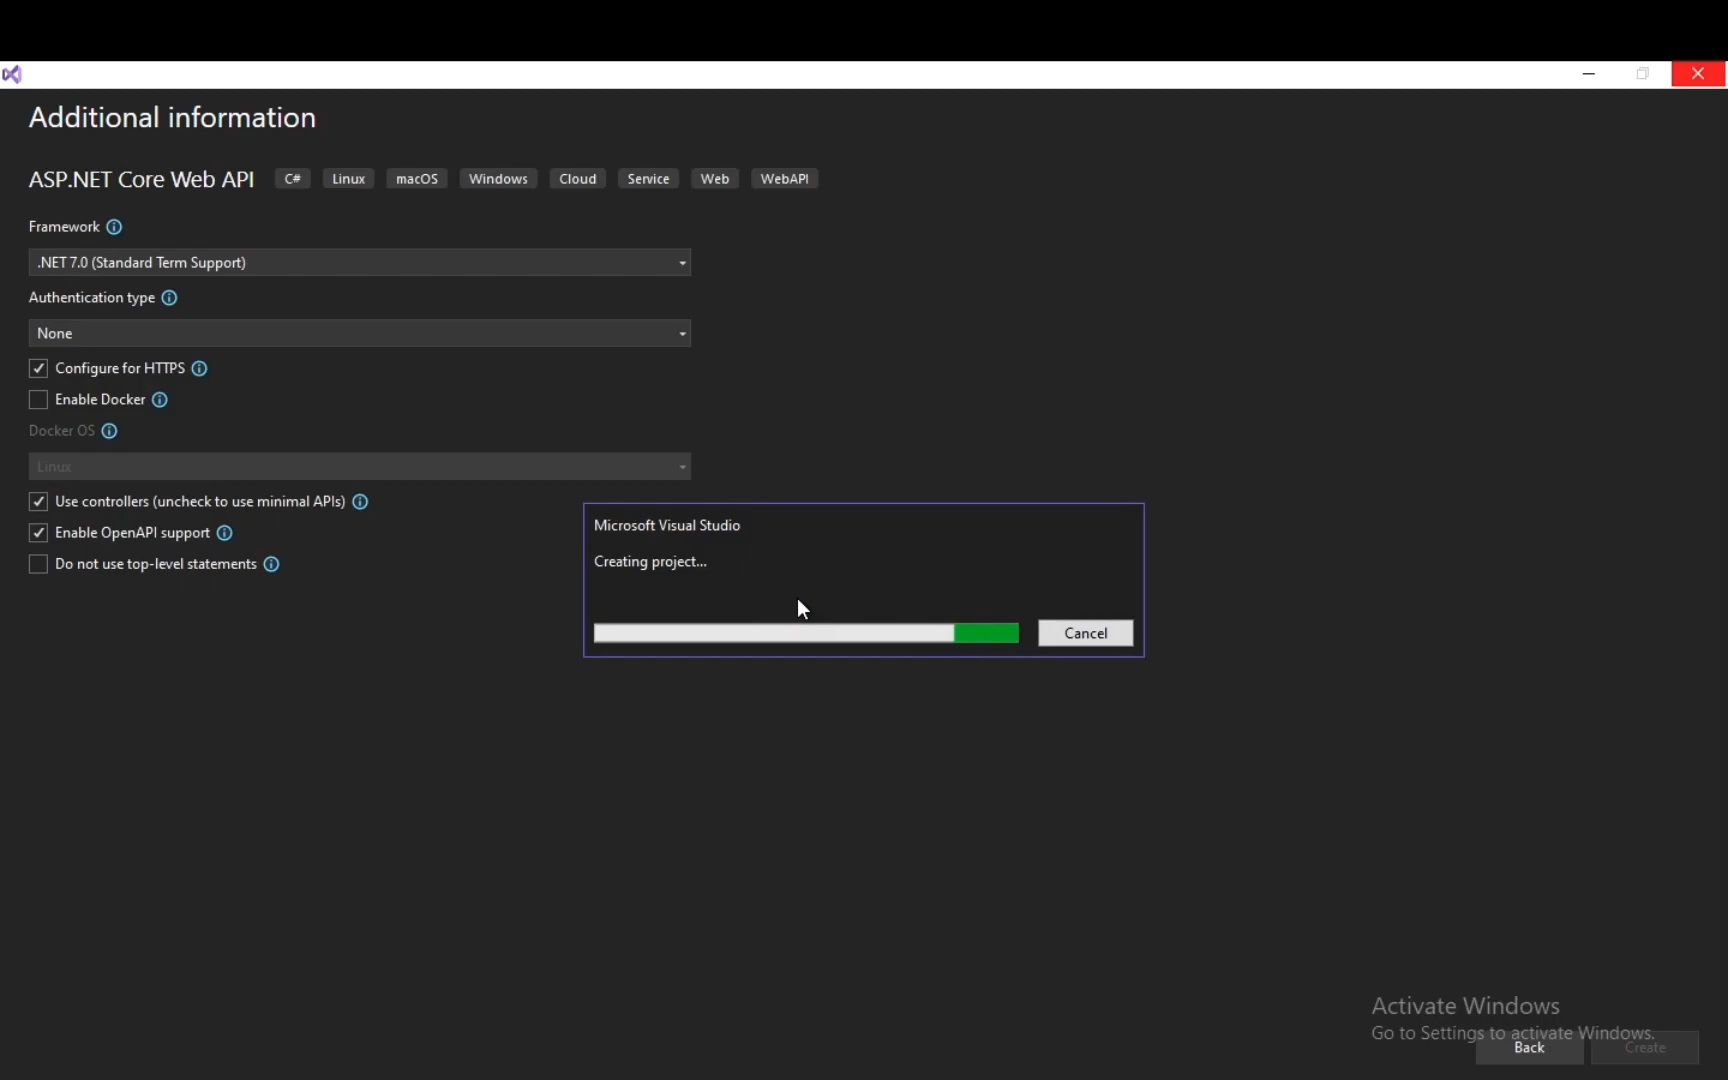 Additional information
ASP.NET Core Web API C# Linux macOS Windows Cloud Service Web WebAPI
Framework
.NET 7.0 (Standard Term Support)
Authentication type
None
Configure for HTTPS
Enable Docker
Docker OS
Linux
Use controllers (uncheck to use minimal APIs)
Enable OpenAPI support
Do not use top-level statements
Microsoft Visual Studio
Creating project...
Cancel
Activate Windows
Go to Settings to activate Windows.
Back Create